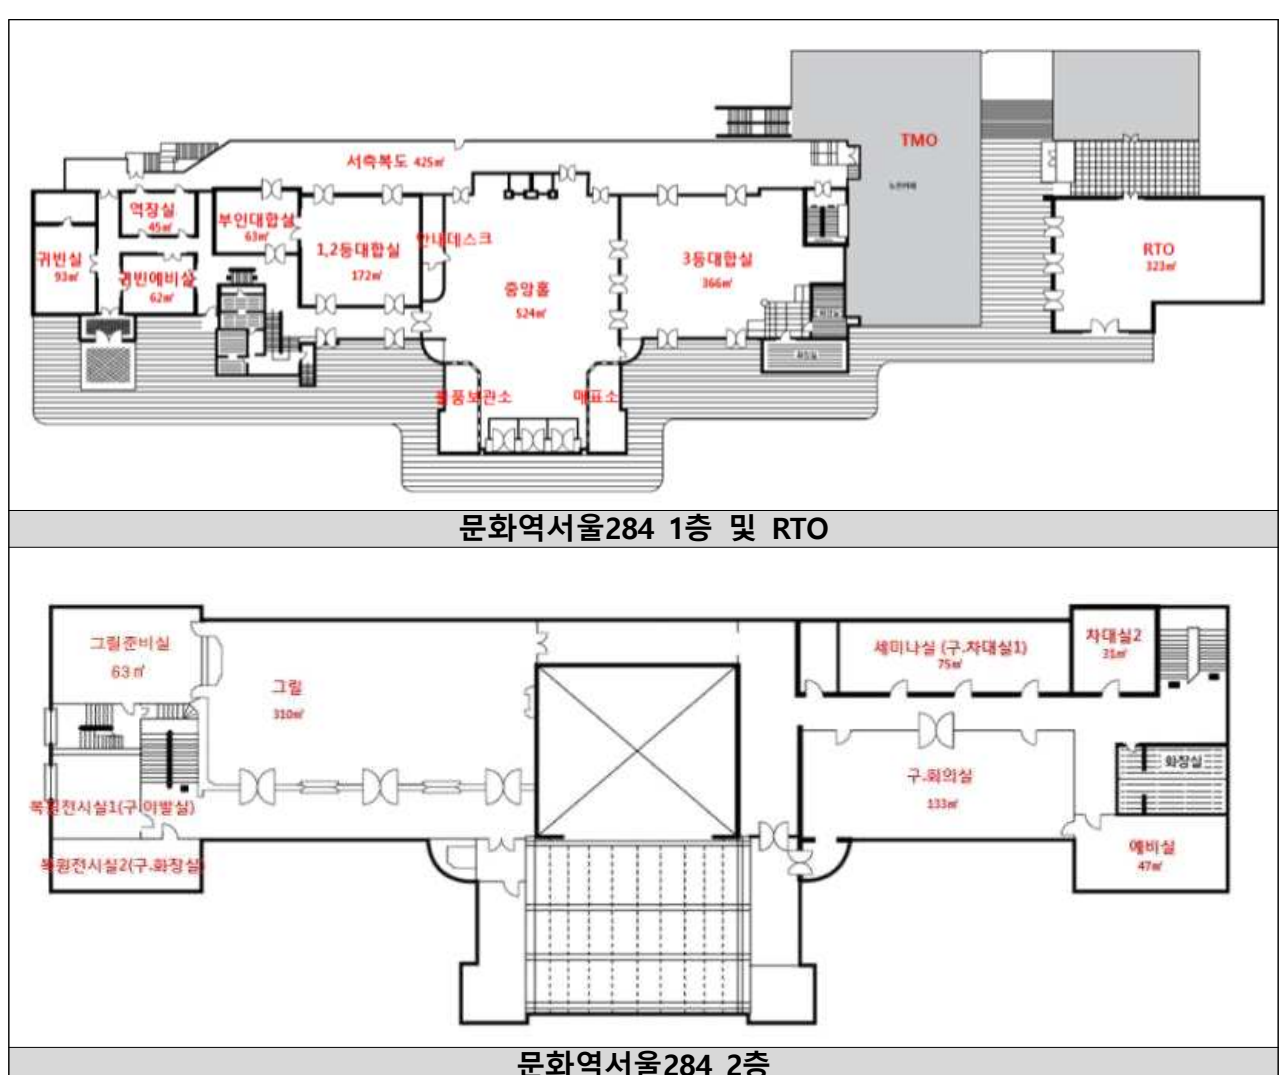 TMO
서측복도 425㎡
노천카페
역장실
45㎡
부인대합실
63㎡
1,2등대합실
172㎡
안내데스크
귀빈실
93㎡
귀빈예비실
62㎡
중앙홀
524㎡
3등대합실
366㎡
RTO
323㎡
화장실
물품보관소
매표소
문화역서울284 1층 및 RTO
그릴준비실
63㎡
그릴
310㎡
세미나실 (구.차대실1)
75㎡
차대실2
31㎡
화장실
구.회의실
133㎡
복원전시실1(구.이발실)
복원전시실2(구.화장실)
예비실
47㎡
문화역서울284 2층